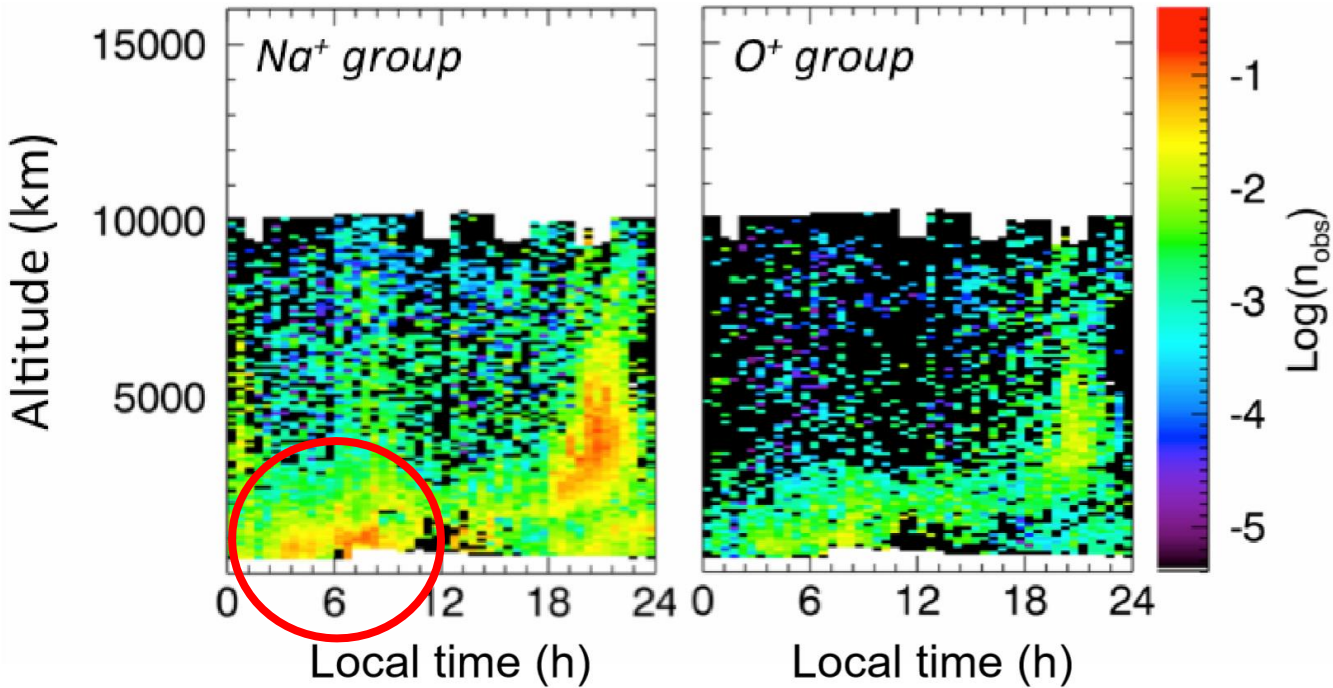 Na⁺ group
O⁺ group
15000
10000
5000
Altitude (km)
0 6 12 18 24
0 6 12 18 24
Local time (h)
Local time (h)
-1
-2
-3
-4
-5
Log(n_obs)